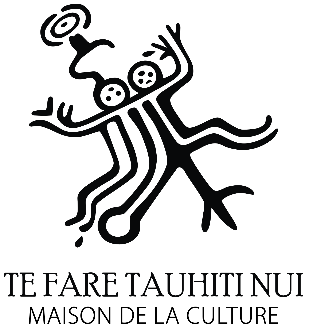 TE FARE TAUHITI NUI
MAISON DE LA CULTURE